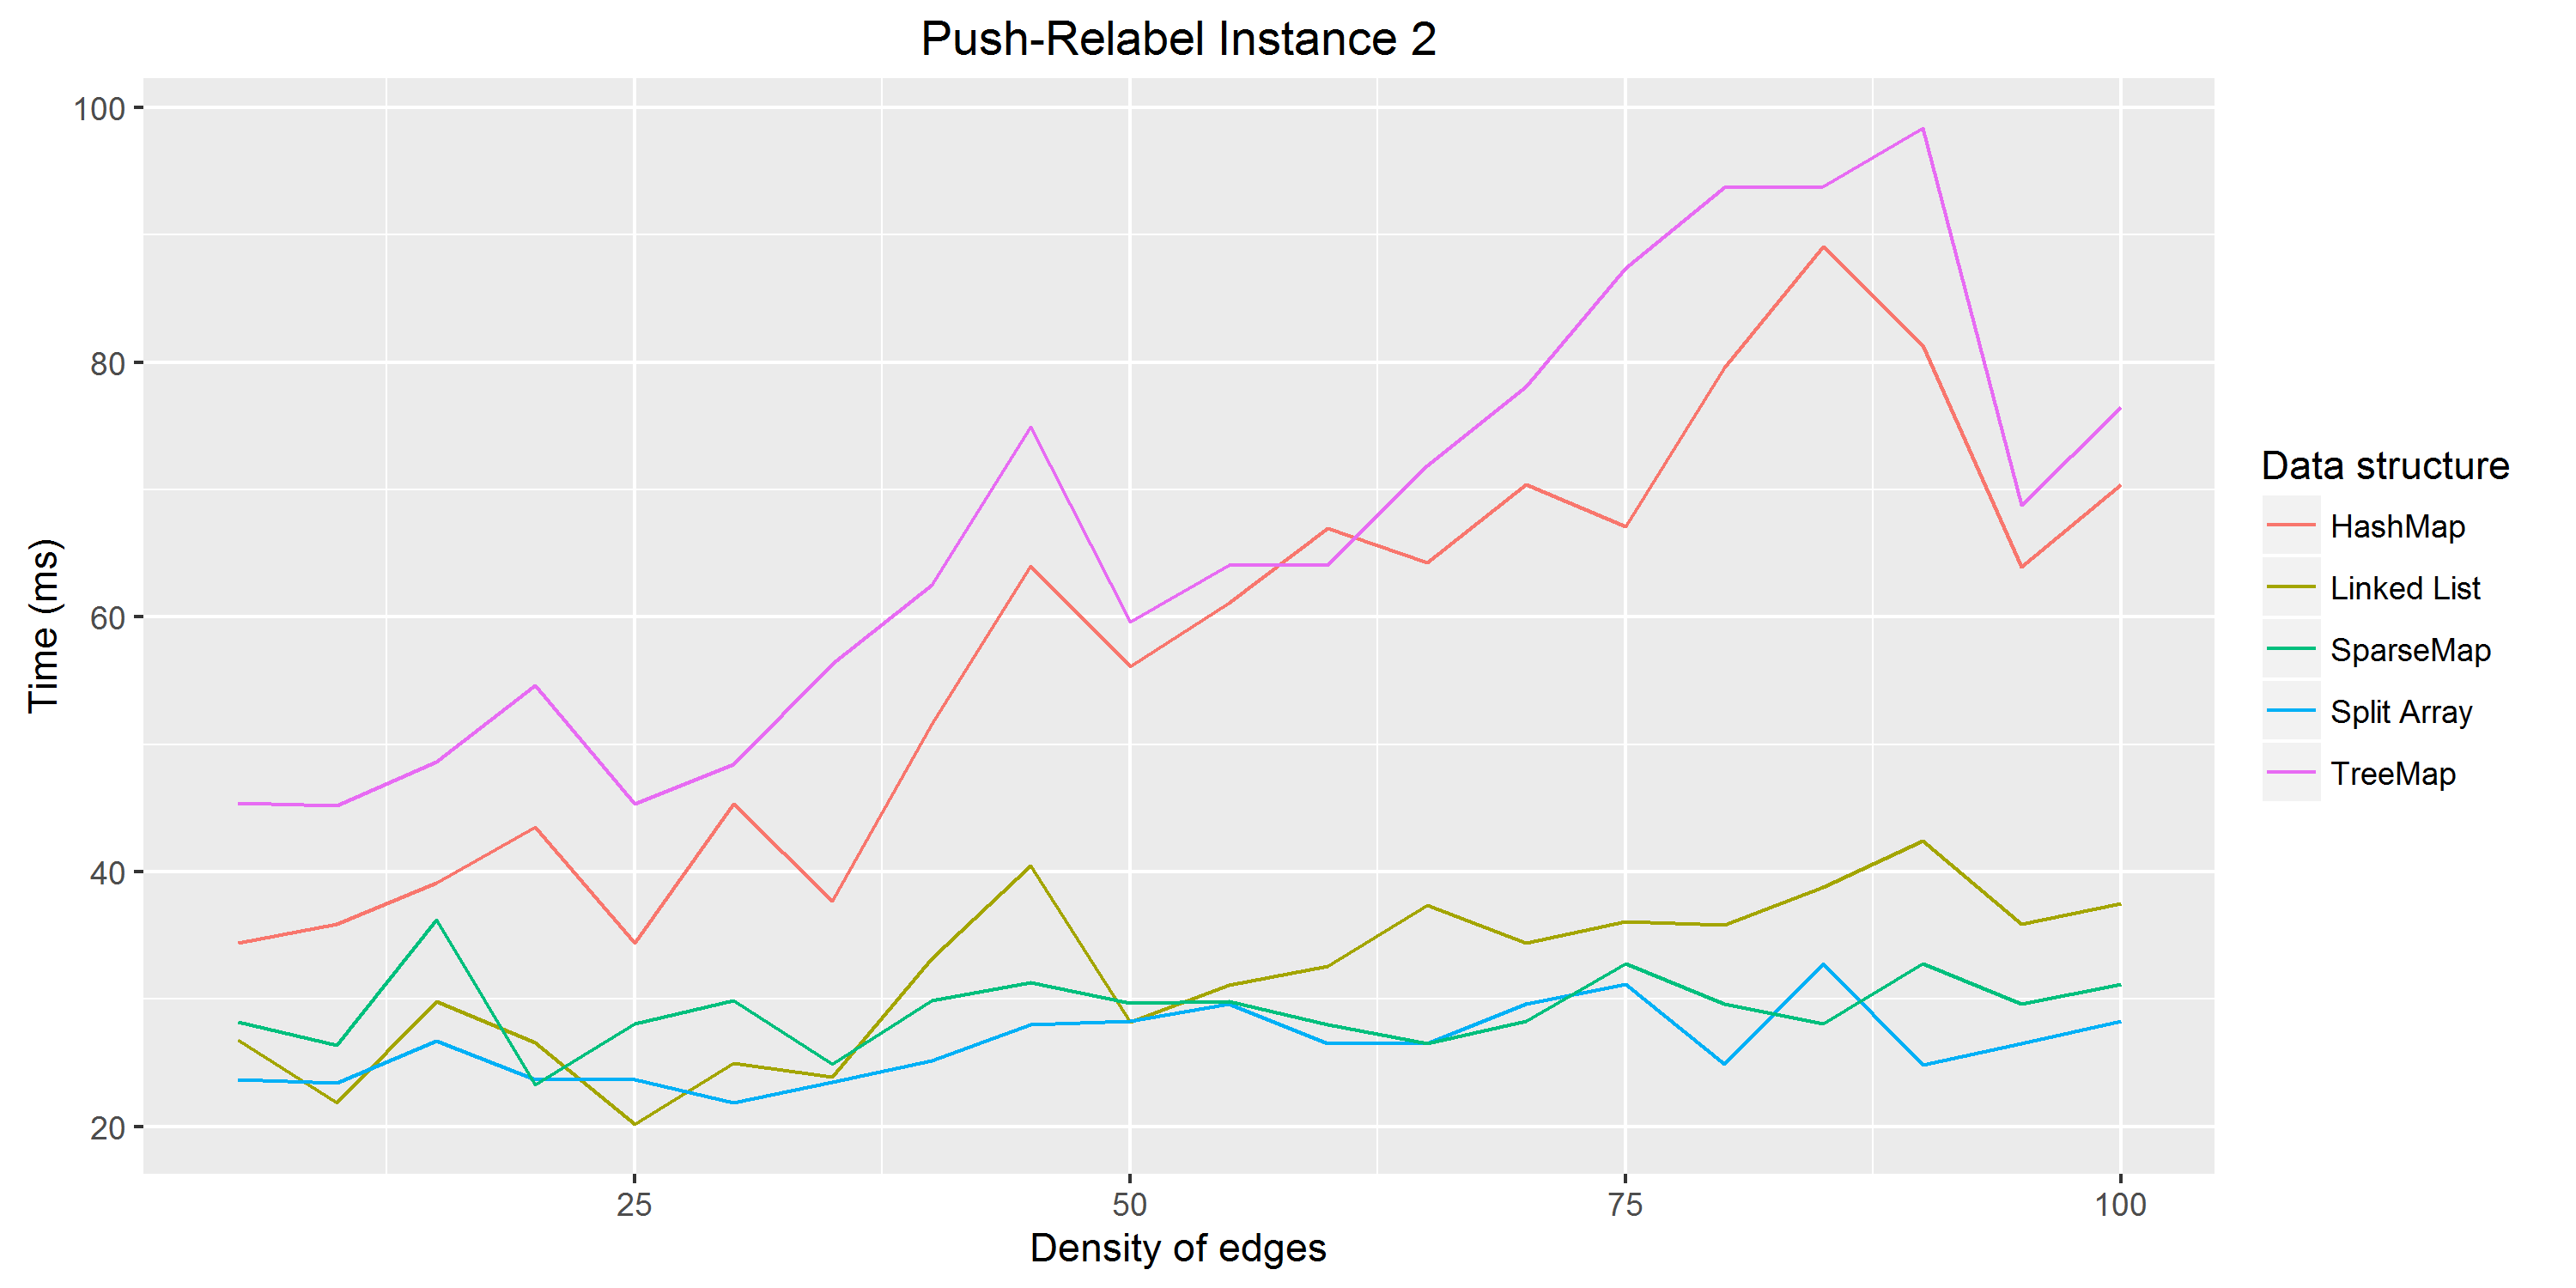 Push-Relabel Instance 2
100
80
60
40
20
Time (ms)
25
50
75
100
Density of edges
Data structure
HashMap
Linked List
SparseMap
Split Array
TreeMap